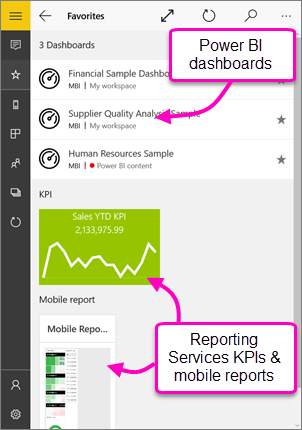 Favorites
3 Dashboards
Power BI
dashboards
Financial Sample Dashbo
MBI | My workspace
Supplier Quality Analysis Sample
MBI | My workspace
Human Resources Sample
MBI | Power BI content
KPI
Sales YTD KPI
2,133,975.99
Mobile report
Mobile Repo...
Reporting
Services KPIs &
mobile reports